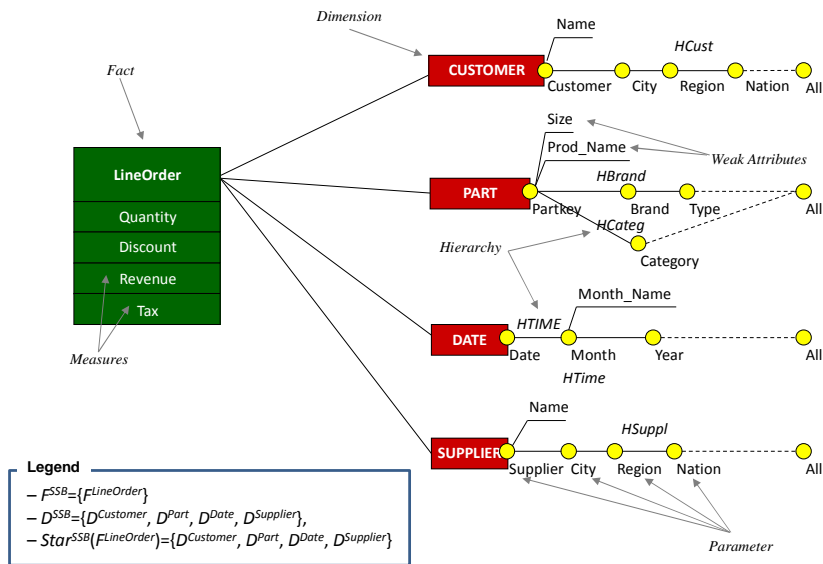 Dimension
Name
HCust
CUSTOMER
Customer City Region Nation All
Fact
Size
Prod_Name
Weak Attributes
LineOrder
HBrand
PART
Partkey Brand Type All
HCateg
Category
Quantity
Discount
Revenue
Tax
Hierarchy
Measures
Month_Name
HTIME
DATE
Date Month Year All
HTime
Name
HSuppl
SUPPLIER
Supplier City Region Nation All
Parameter
Legend
– F^SSB={F^LineOrder}
– D^SSB={D^Customer, D^Part, D^Date, D^Supplier},
– Star^SSB(F^LineOrder)={D^Customer, D^Part, D^Date, D^Supplier}